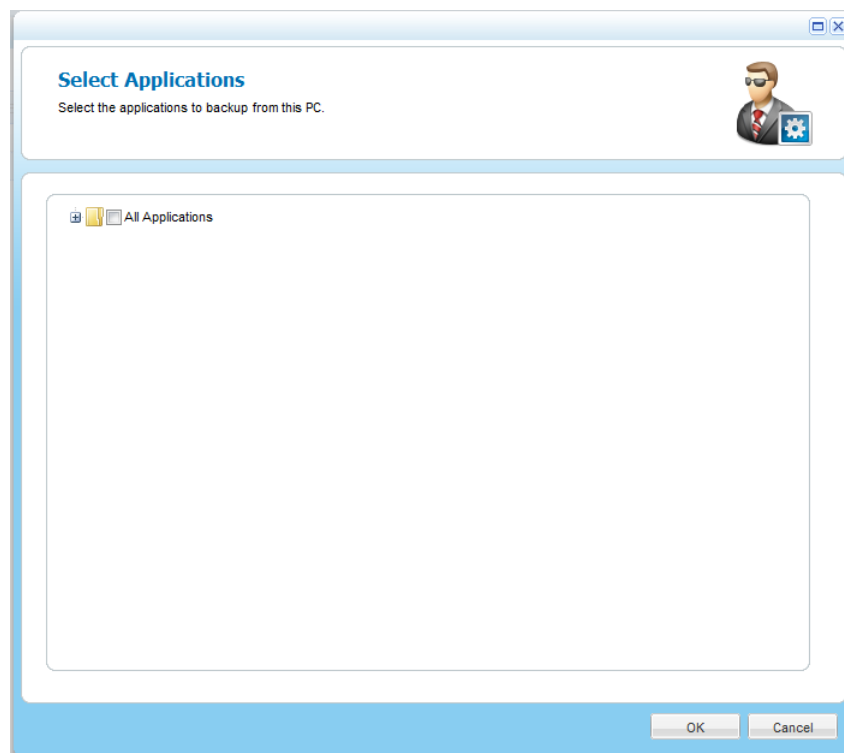 Select Applications
Select the applications to backup from this PC.
All Applications
OK
Cancel